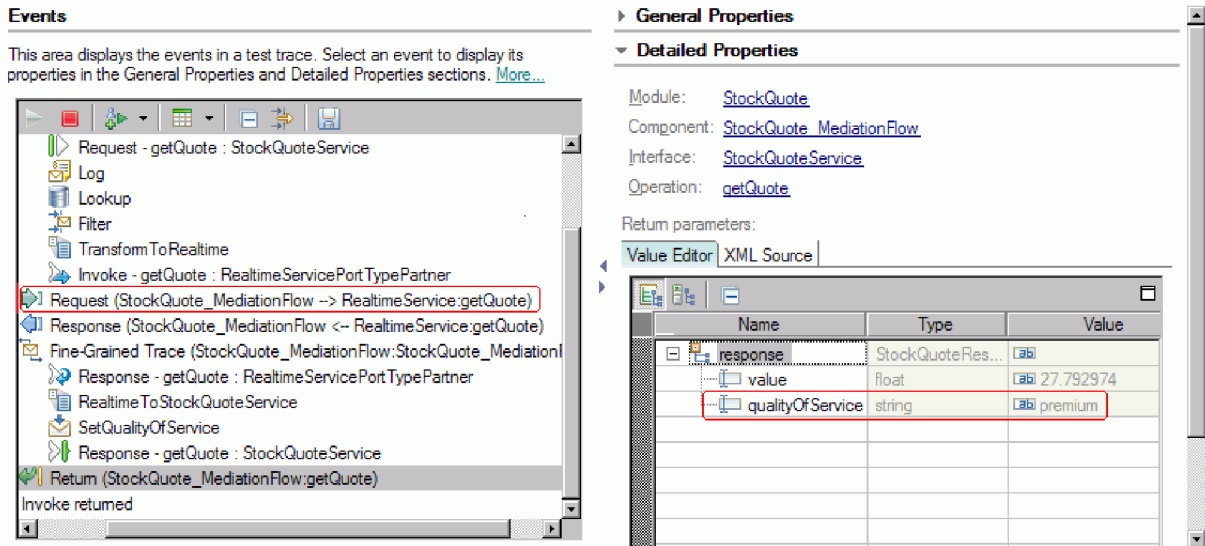 Events
This area displays the events in a test trace. Select an event to display its
properties in the General Properties and Detailed Properties sections. More...
Request - getQuote : StockQuoteService
Log
Lookup
Filter
TransformToRealtime
Invoke - getQuote : RealtimeServicePortTypePartner
Request (StockQuote_MediationFlow --> RealtimeService:getQuote)
Response (StockQuote_MediationFlow <-- RealtimeService:getQuote)
Fine-Grained Trace (StockQuote_MediationFlow:StockQuote_Mediation
Response - getQuote : RealtimeServicePortTypePartner
RealtimeToStockQuoteService
SetQualityOfService
Response - getQuote : StockQuoteService
Return (StockQuote_MediationFlow:getQuote)
Invoke returned
General Properties
Detailed Properties
Module: StockQuote
Component: StockQuote_MediationFlow
Interface: StockQuoteService
Operation: getQuote
Return parameters:
Value Editor XML Source
Name Type Value
response StockQuoteRes... ab
value float ab 27.792974
qualityOfService string ab premium